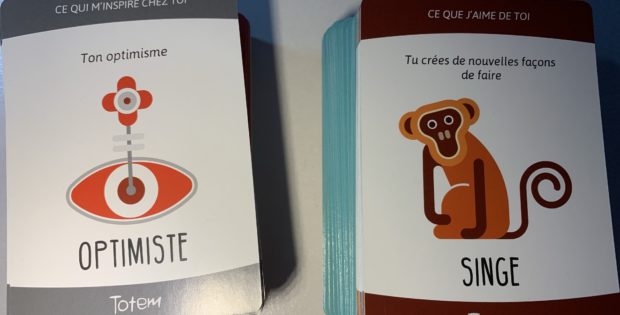 CE QUI M'INSPIRE CHEZ TOI
Ton optimisme
OPTIMISTE
Totem
CE QUE J'AIME DE TOI
Tu crées de nouvelles façons
de faire
SINGE